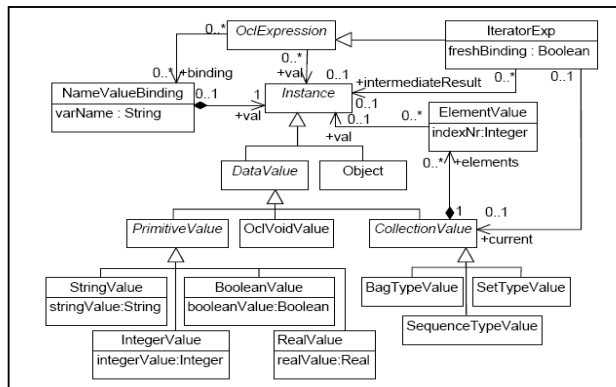 0..*
OclExpression
IteratorExp
freshBinding : Boolean
0..*
0..*
+binding
+val
0..1
+intermediateResult
0..*
0..1
NameValueBinding
varName : String
0..1
1
+val
Instance
0..1
0..1
+val
0..*
ElementValue
indexNr:Integer
0..*
+elements
DataValue
Object
PrimitiveValue
OclVoidValue
1
CollectionValue
0..1
+current
StringValue
stringValue:String
BooleanValue
booleanValue:Boolean
BagTypeValue
SetTypeValue
SequenceTypeValue
IntegerValue
integerValue:Integer
RealValue
realValue:Real